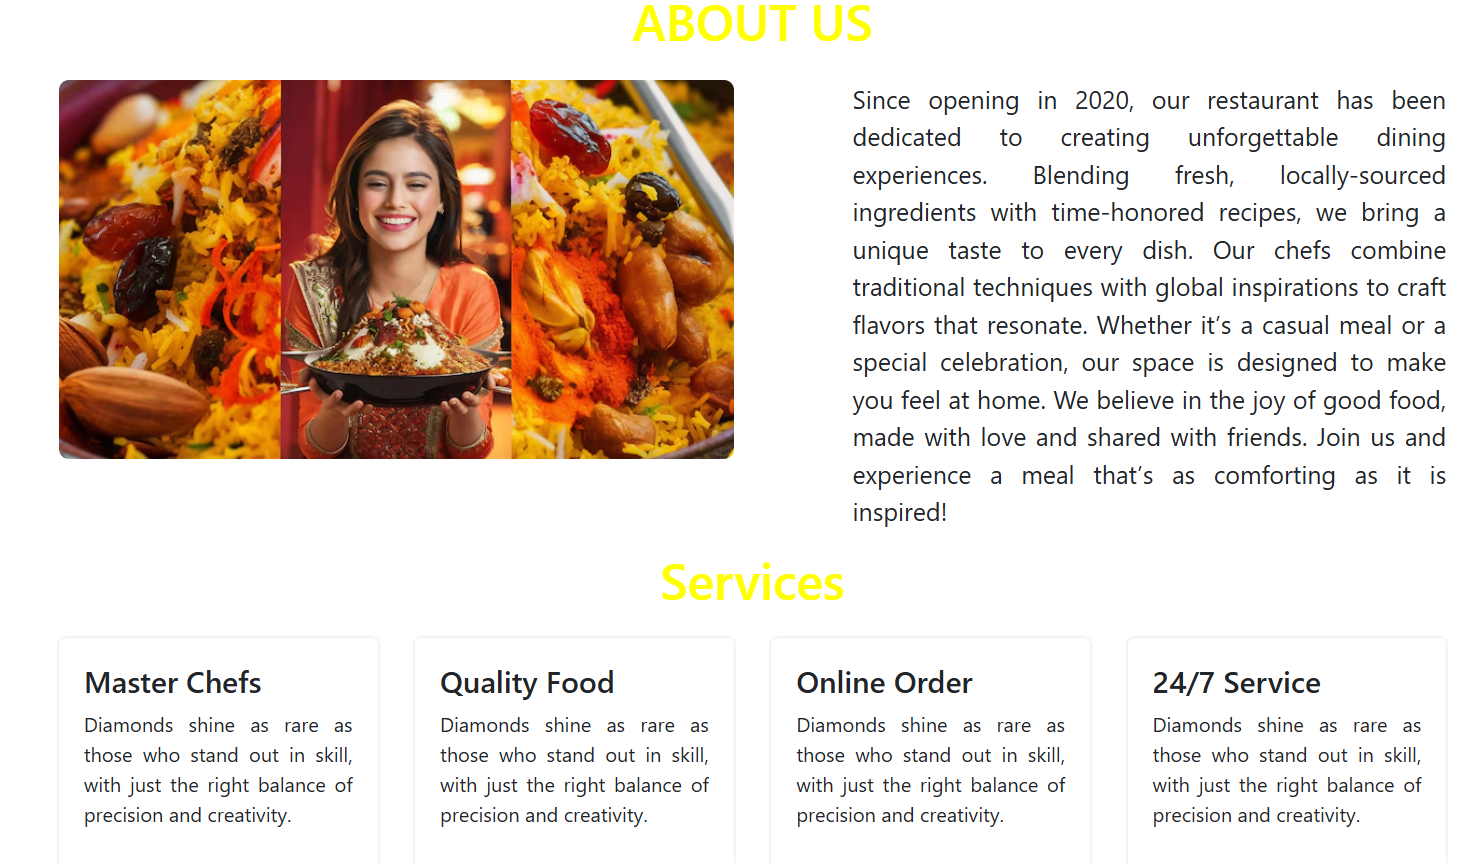 ABOUT US
Since opening in 2020, our restaurant has been
dedicated to creating unforgettable dining
experiences. Blending fresh, locally-sourced
ingredients with time-honored recipes, we bring a
unique taste to every dish. Our chefs combine
traditional techniques with global inspirations to craft
flavors that resonate. Whether it’s a casual meal or a
special celebration, our space is designed to make
you feel at home. We believe in the joy of good food,
made with love and shared with friends. Join us and
experience a meal that’s as comforting as it is
inspired!
Services
Master Chefs
Diamonds shine as rare as
those who stand out in skill,
with just the right balance of
precision and creativity.
Quality Food
Diamonds shine as rare as
those who stand out in skill,
with just the right balance of
precision and creativity.
Online Order
Diamonds shine as rare as
those who stand out in skill,
with just the right balance of
precision and creativity.
24/7 Service
Diamonds shine as rare as
those who stand out in skill,
with just the right balance of
precision and creativity.